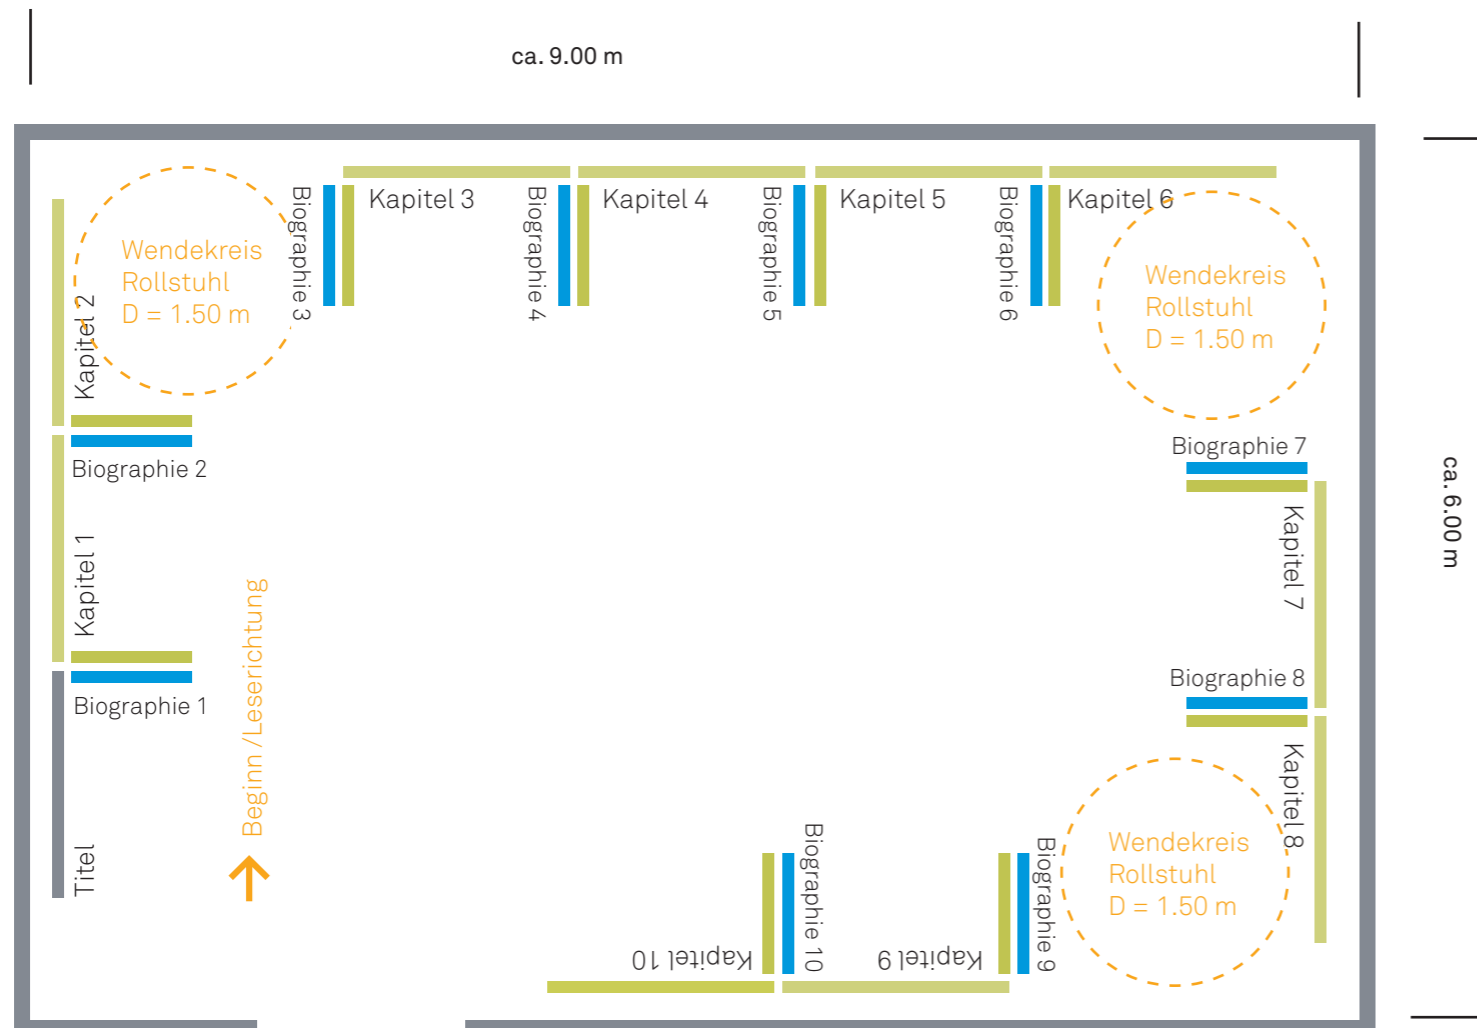 ca. 9.00 m
Biographie 3
Kapitel 3
Biographie 4
Kapitel 4
Biographie 5
Kapitel 5
Biographie 6
Kapitel 6
Wendekreis
Rollstuhl
D = 1.50 m
Wendekreis
Rollstuhl
D = 1.50 m
Kapitel 2
Biographie 2
Biographie 7
ca. 6.00 m
Kapitel 1
Kapitel 7
Biographie 1
Biographie 8
Beginn /Leserichtung
Kapitel 8
Titel
Biographie 10
Biographie 9
Wendekreis
Rollstuhl
D = 1.50 m
Kapitel 10
Kapitel 9